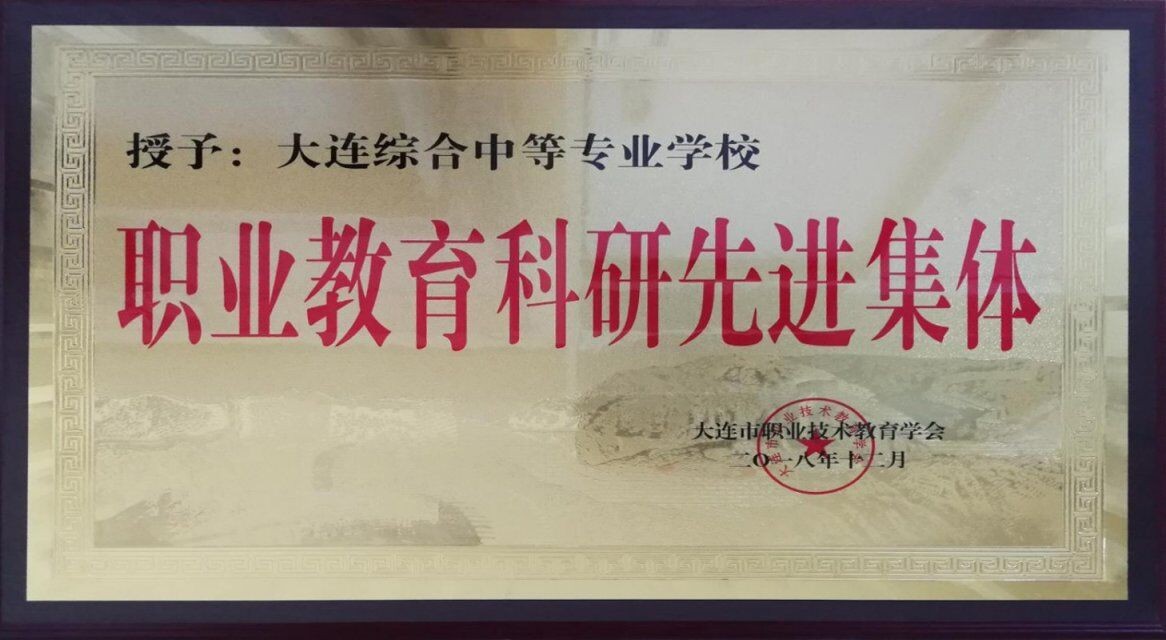 授予：大连综合中等专业学校
职业教育科研先进集体
大连市职业技术教育学会
二〇一八年十二月